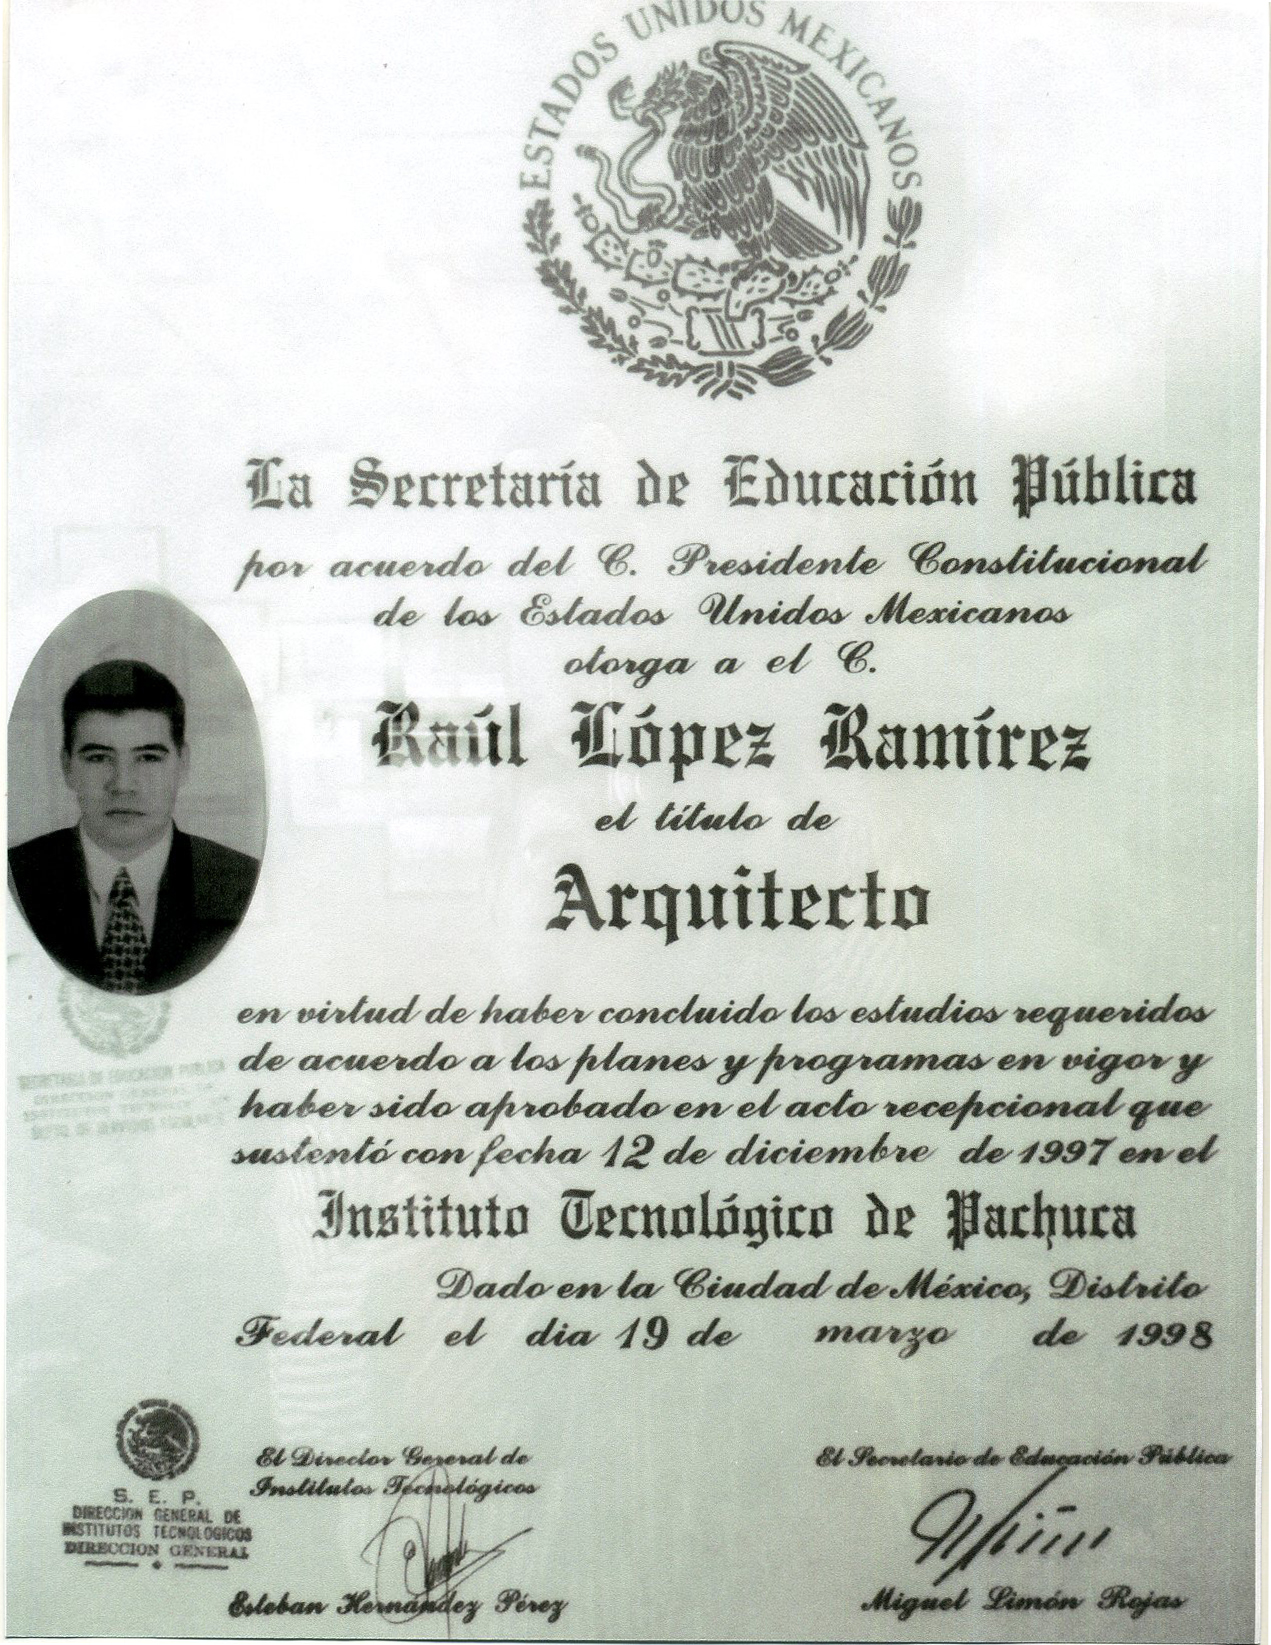 ESTADOS UNIDOS MEXICANOS
La Secretaría de Educación Pública
por acuerdo del C. Presidente Constitucional
de los Estados Unidos Mexicanos
otorga a el C.
Raúl López Ramírez
el título de
Arquitecto
en virtud de haber concluido los estudios requeridos
de acuerdo a los planes y programas en vigor y
haber sido aprobado en el acto recepcional que
sustentó con fecha 12 de diciembre de 1997 en el
Instituto Tecnológico de Pachuca
Dado en la Ciudad de México, Distrito
Federal el dia 19 de marzo de 1998
SECRETARIA DE EDUCACION PUBLICA
DIRECCION GENERAL
El Director General de
Institutos Tecnológicos
Esteban Hernández Pérez
El Secretario de Educación Pública
Miguel Limón Rojas
S. E. P.
DIRECCION GENERAL DE
INSTITUTOS TECNOLOGICOS
DIRECCION GENERAL